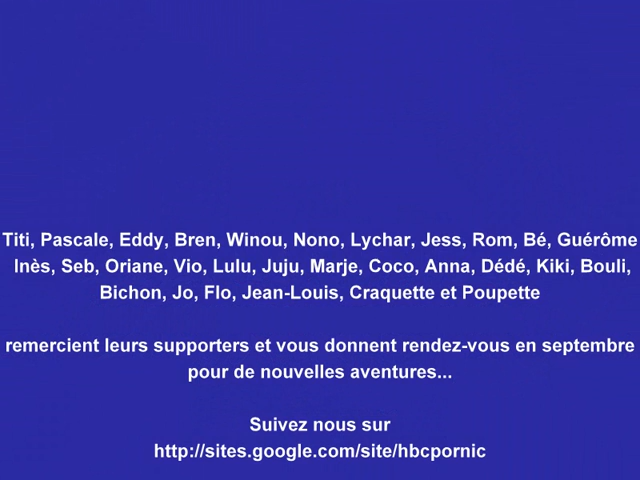 Titi, Pascale, Eddy, Bren, Winou, Nono, Lychar, Jess, Rom, Bé, Guérôme
Inès, Seb, Oriane, Vio, Lulu, Juju, Marje, Coco, Anna, Dédé, Kiki, Bouli,
Bichon, Jo, Flo, Jean-Louis, Craquette et Poupette
remercient leurs supporters et vous donnent rendez-vous en septembre
pour de nouvelles aventures...
Suivez nous sur
http://sites.google.com/site/hbcpornic